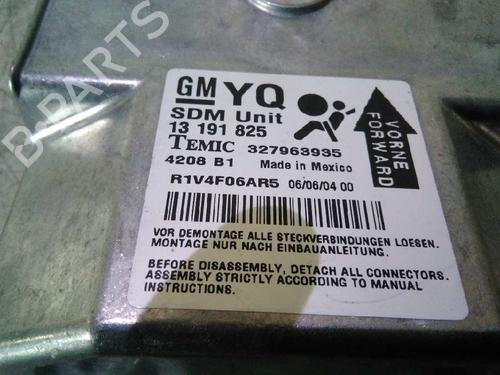 B-PARTS
GM YQ
SDM Unit
13 191 825
TEMIC 327963935
4208 B1 Made in Mexico
R1V4F06AR5 06/06/04 00
VORNE
FORWARD
VOR DEMONTAGE ALLE STECKVERBINDUNGEN LOESEN.
MONTAGE NUR NACH EINBAUANLEITUNG.
BEFORE DISASSEMBLY, DETACH ALL CONNECTORS.
ASSEMBLY STRICTLY ACCORDING TO MANUAL
INSTRUCTIONS.